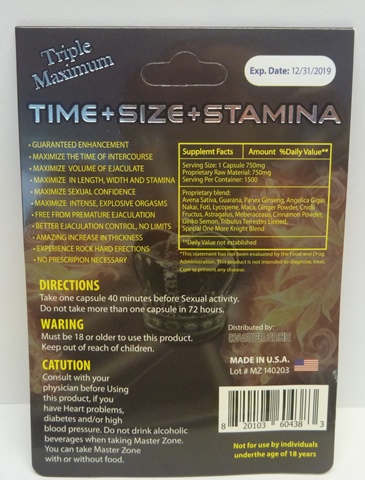 Triple
Maximum
Exp. Date: 12/31/2019
TIME+SIZE+STAMINA
• GUARANTEED ENHANCEMENT
• MAXIMIZE THE TIME OF INTERCOURSE
• MAXIMIZE VOLUME OF EJACULATE
• MAXIMIZE IN LENGTH, WIDTH AND STAMINA
• MAXIMIZE SEXUAL CONFIDENCE
• MAXIMIZE INTENSE, EXPLOSIVE ORGASMS
• FREE FROM PREMATURE EJACULATION
• BETTER EJACULATION CONTROL, NO LIMITS
• AMAZING INCREASE IN THICKNESS
• EXPERIENCE ROCK HARD ERECTIONS
• NO PRESCRIPION NECESSARY
Supplemt Facts Amount %Daily Value**
Serving Size: 1 Capsule 750mg
Proprietary Raw Material: 750mg
Serving Per Container: 1500
Proprietary blend:
Avena Sativa, Guarana, Panex Ginseng, Angelica Gigas
Nakai, Foti, Lycopene, Maca, Ginger Powder, Cnidii
Fructus, Astragalus, Meberaceaus, Cinnamon Powder,
Ginko Semon, Tribulus Terrestis Linned,
Special One More Knight Blend
**Daily Value not established
*This statement has not been evaluated by the Food and Drug
Administration. This product is not intended to diagnose, treat,
Cure or prevent any disease.
DIRECTIONS
Take one capsule 40 minutes before Sexual activity.
Do not take more than one capsule in 72 hours.
WARING
Must be 18 or older to use this product.
Keep out of reach of children.
CATUTION
Consult with your
physician before Using
this product, if you
have Heart problems,
diabetes and/or high
blood pressure. Do not drink alcoholic
beverages when taking Master Zone.
You can take Master Zone
with or without food.
Distributed by:
MADE IN U.S.A.
Lot # MZ 140203
8 20103 60438 3
Not for use by individuals
underthe age of 18 years